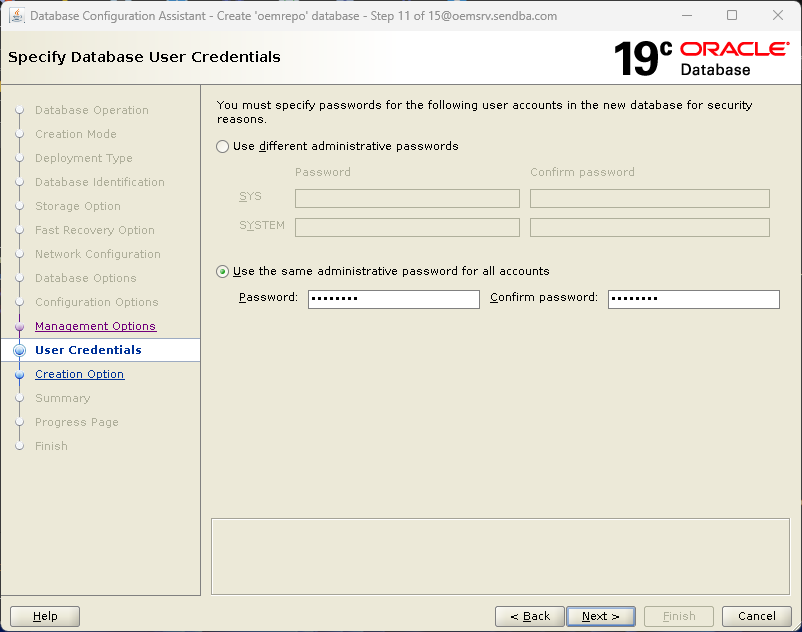 Database Configuration Assistant - Create 'oemrepo' database - Step 11 of 15@oemsrv.sendba.com
Specify Database User Credentials
19c ORACLE
Database
Database Operation
Creation Mode
Deployment Type
Database Identification
Storage Option
Fast Recovery Option
Network Configuration
Database Options
Configuration Options
Management Options
User Credentials
Creation Option
Summary
Progress Page
Finish
You must specify passwords for the following user accounts in the new database for security
reasons.
Use different administrative passwords
Password Confirm password
SYS
SYSTEM
Use the same administrative password for all accounts
Password: •••••••• Confirm password: ••••••••
Help < Back Next > Finish Cancel